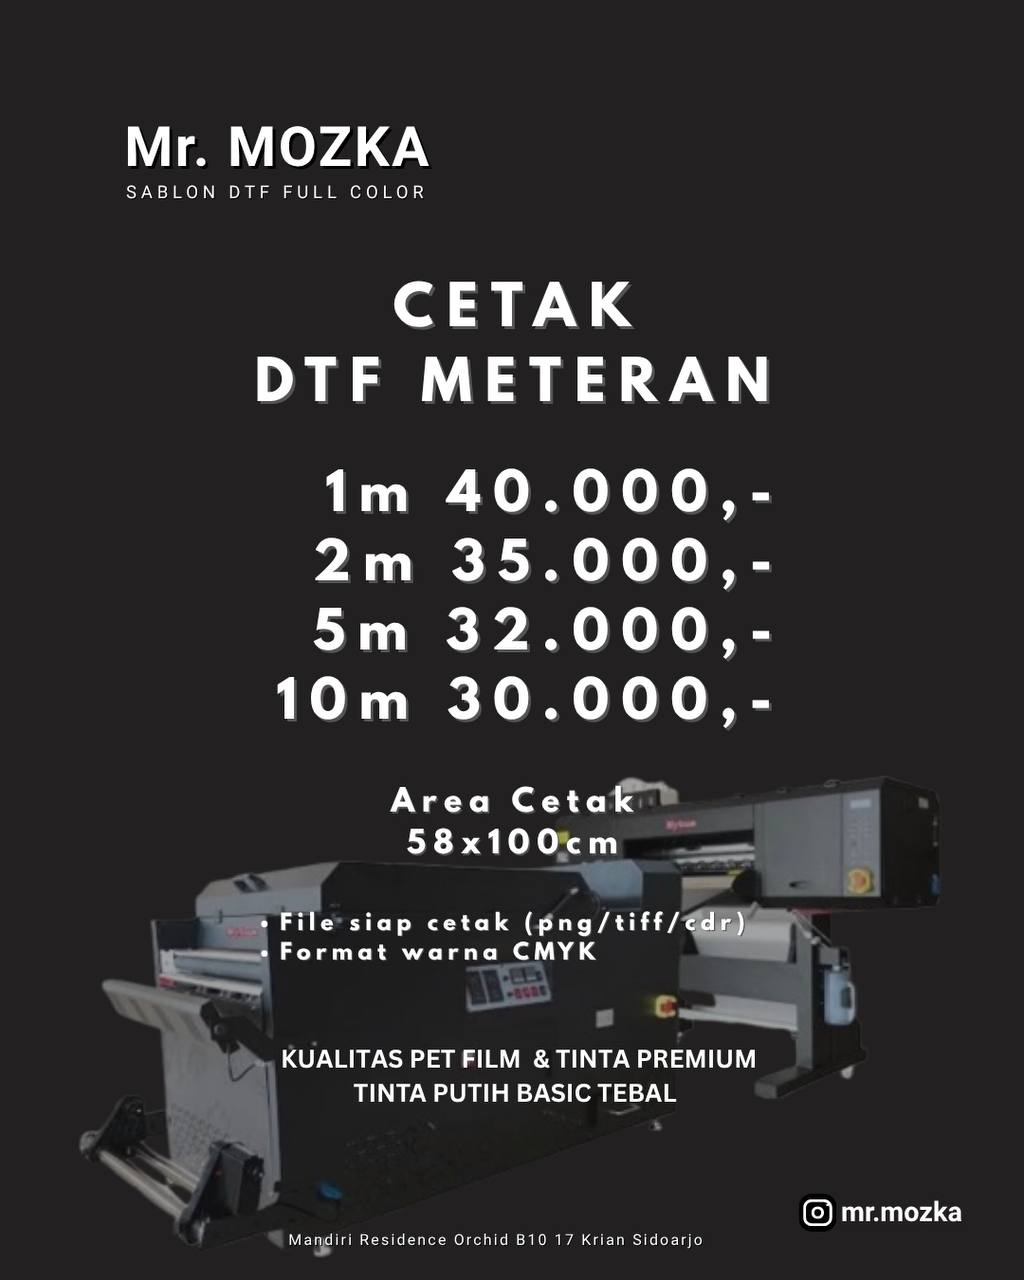 Mr. MOZKA
SABLON DTF FULL COLOR
CETAK
DTF METERAN
1m 40.000,-
2m 35.000,-
5m 32.000,-
10m 30.000,-
Area Cetak
58x100cm
• File siap cetak (png/tiff/cdr)
• Format warna CMYK
KUALITAS PET FILM & TINTA PREMIUM
TINTA PUTIH BASIC TEBAL
mr.mozka
Mandiri Residence Orchid B10 17 Krian Sidoarjo